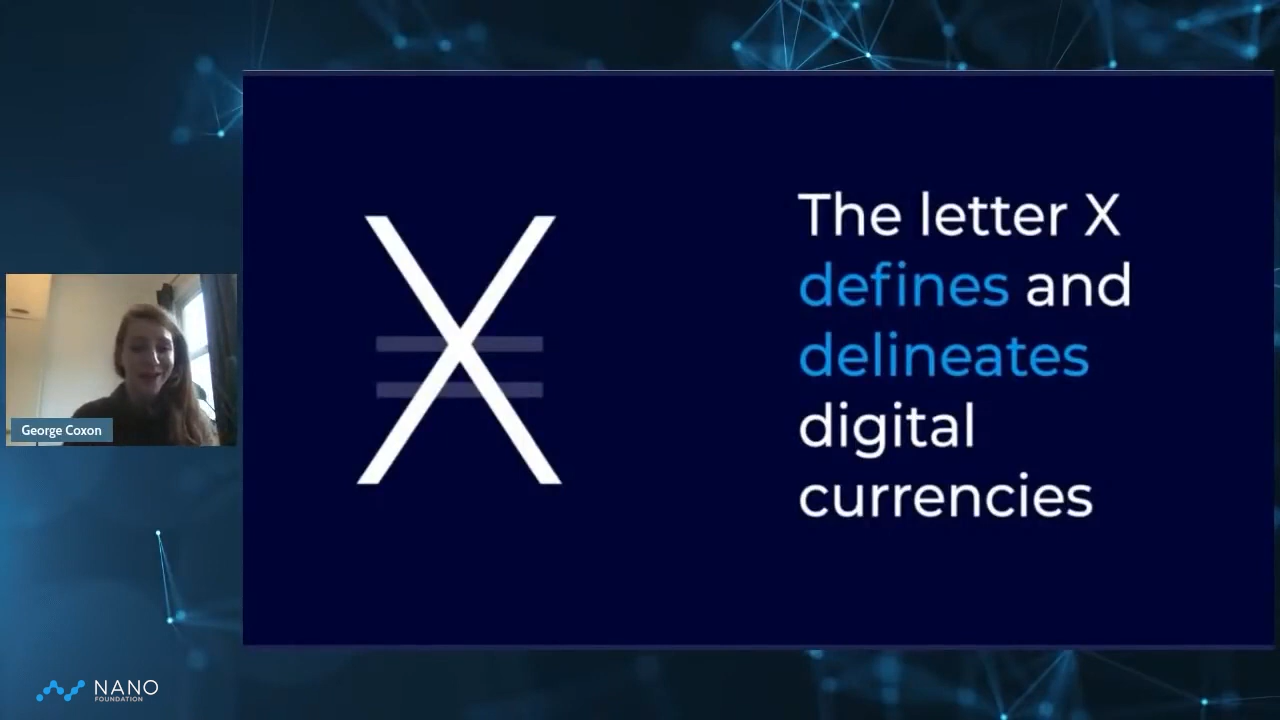 X
The letter X
defines and
delineates
digital
currencies
George Coxon
NANO
FOUNDATION